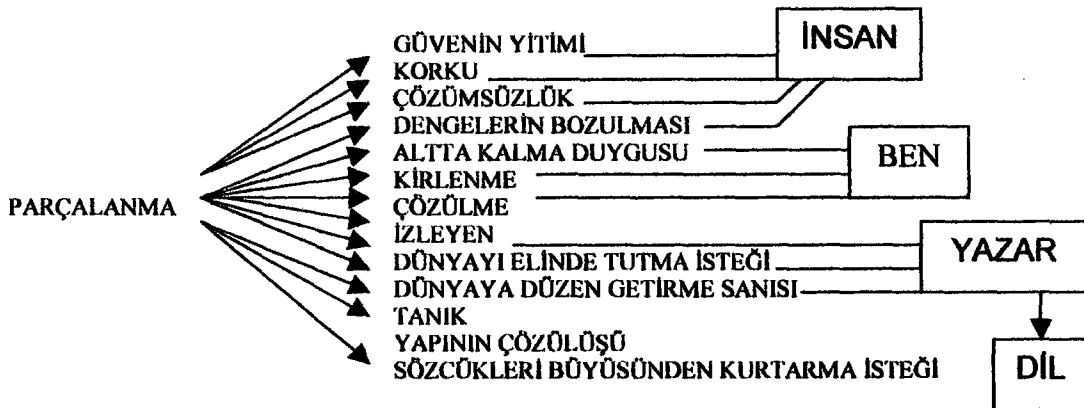 GÜVENİN YİTİMİ
İNSAN
KORKU
ÇÖZÜMSÜZLÜK
DENGELERİN BOZULMASI
ALTTA KALMA DUYGUSU
BEN
KİRLENME
PARÇALANMA
ÇÖZÜLME
İZLEYEN
YAZAR
DÜNYAYI ELİNDE TUTMA İSTEĞİ
DÜNYAYA DÜZEN GETİRME SANISI
TANIK
YAPININ ÇÖZÜLÜŞÜ
SÖZCÜKLERİ BÜYÜSÜNDEN KURTARMA İSTEĞİ
DİL